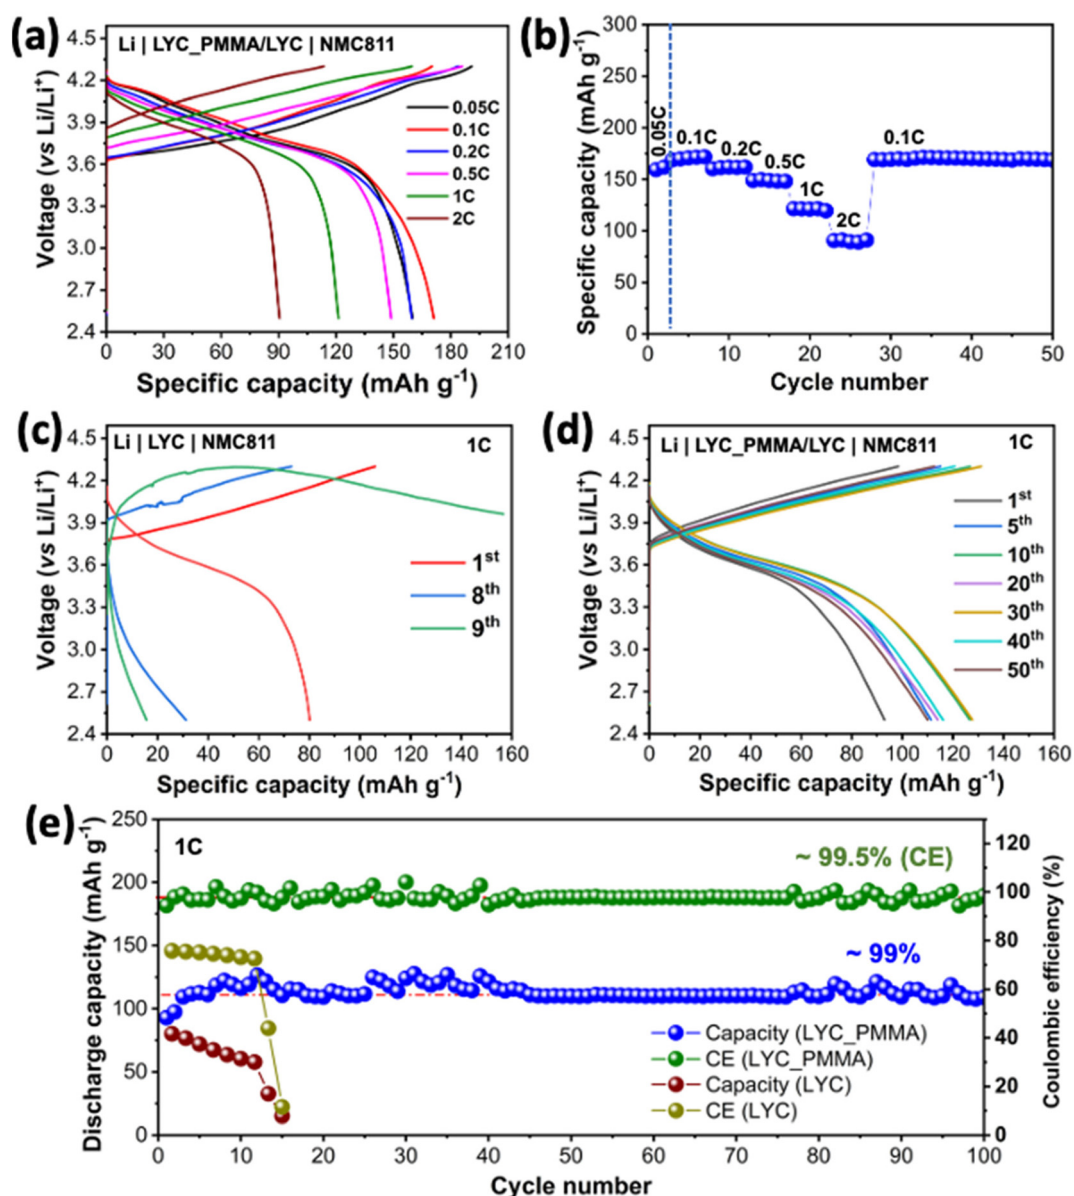 (a)
Li | LYC_PMMA/LYC | NMC811
4.5
4.2
3.9
3.6
3.3
3.0
2.7
2.4
Voltage (vs Li/Li⁺)
0.05C
0.1C
0.2C
0.5C
1C
2C
0 30 60 90 120 150 180 210
Specific capacity (mAh g⁻¹)
(b)
300
250
200
150
100
50
0
Specific capacity (mAh g⁻¹)
0.05C
0.1C
0.2C
0.5C
1C
2C
0.1C
0 10 20 30 40 50
Cycle number
(c)
Li | LYC | NMC811
1C
4.5
4.2
3.9
3.6
3.3
3.0
2.7
2.4
Voltage (vs Li/Li⁺)
1st
8th
9th
0 20 40 60 80 100 120 140 160
Specific capacity (mAh g⁻¹)
(d)
Li | LYC_PMMA/LYC | NMC811
1C
4.5
4.2
3.9
3.6
3.3
3.0
2.7
2.4
Voltage (vs Li/Li⁺)
1st
5th
10th
20th
30th
40th
50th
0 20 40 60 80 100 120 140 160
Specific capacity (mAh g⁻¹)
(e)
1C
250
200
150
100
50
0
Discharge capacity (mAh g⁻¹)
~ 99.5% (CE)
~ 99%
Capacity (LYC_PMMA)
CE (LYC_PMMA)
Capacity (LYC)
CE (LYC)
120
100
80
60
40
20
0
Coulombic efficiency (%)
0 10 20 30 40 50 60 70 80 90 100
Cycle number